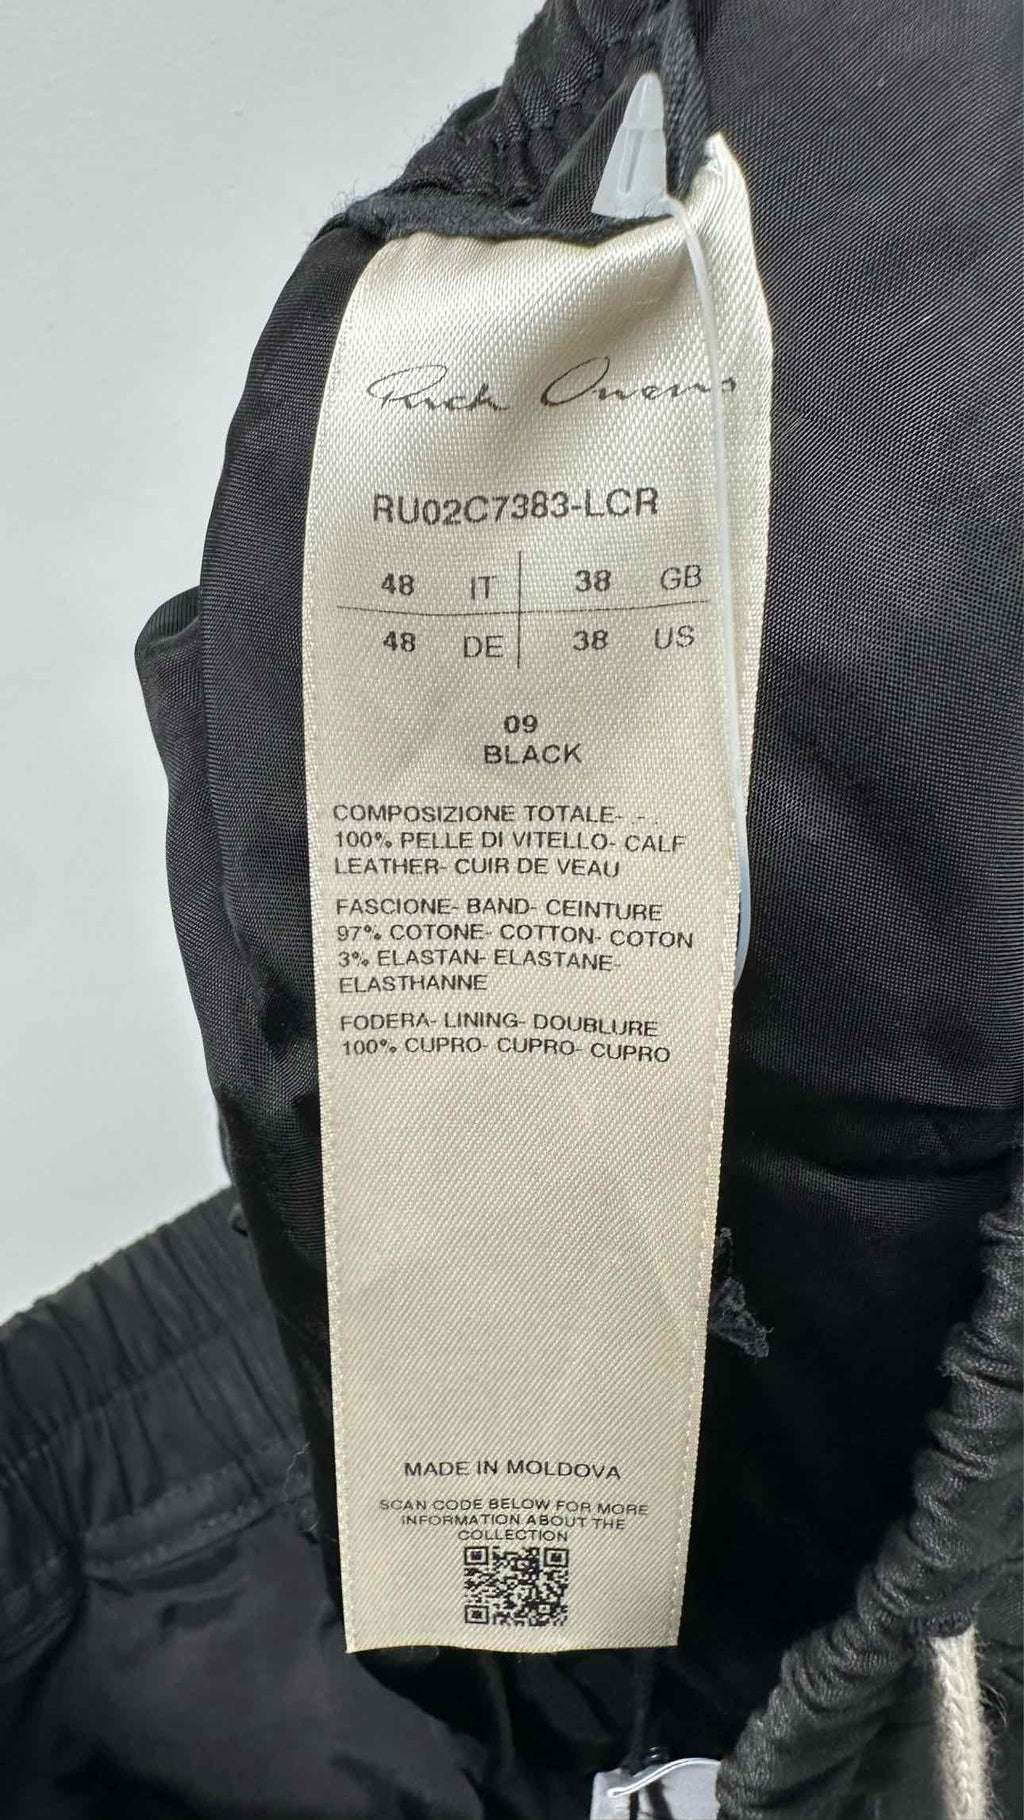 Rick Owens
RU02C7383-LCR
48 IT 38 GB
48 DE 38 US
09
BLACK
COMPOSIZIONE TOTALE- . - .
100% PELLE DI VITELLO- CALF
LEATHER- CUIR DE VEAU
FASCIONE- BAND- CEINTURE
97% COTONE- COTTON- COTON
3% ELASTAN- ELASTANE-
ELASTHANNE
FODERA- LINING- DOUBLURE
100% CUPRO- CUPRO- CUPRO
MADE IN MOLDOVA
SCAN CODE BELOW FOR MORE
INFORMATION ABOUT THE
COLLECTION